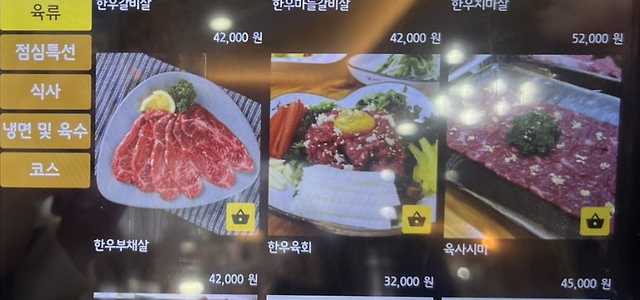 육류
점심특선
식사
냉면 및 육수
코스
한우갈비살
42,000 원
한우마늘갈비살
42,000 원
한우치마살
52,000 원
한우부채살
42,000 원
한우육회
32,000 원
육사시미
45,000 원